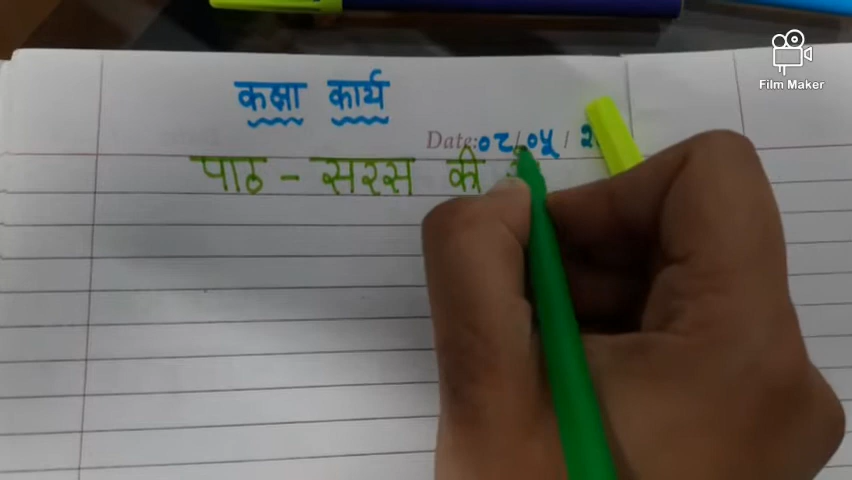 Film Maker
कक्षा कार्य
Date: ०८/०५/
पाठ - सरस की